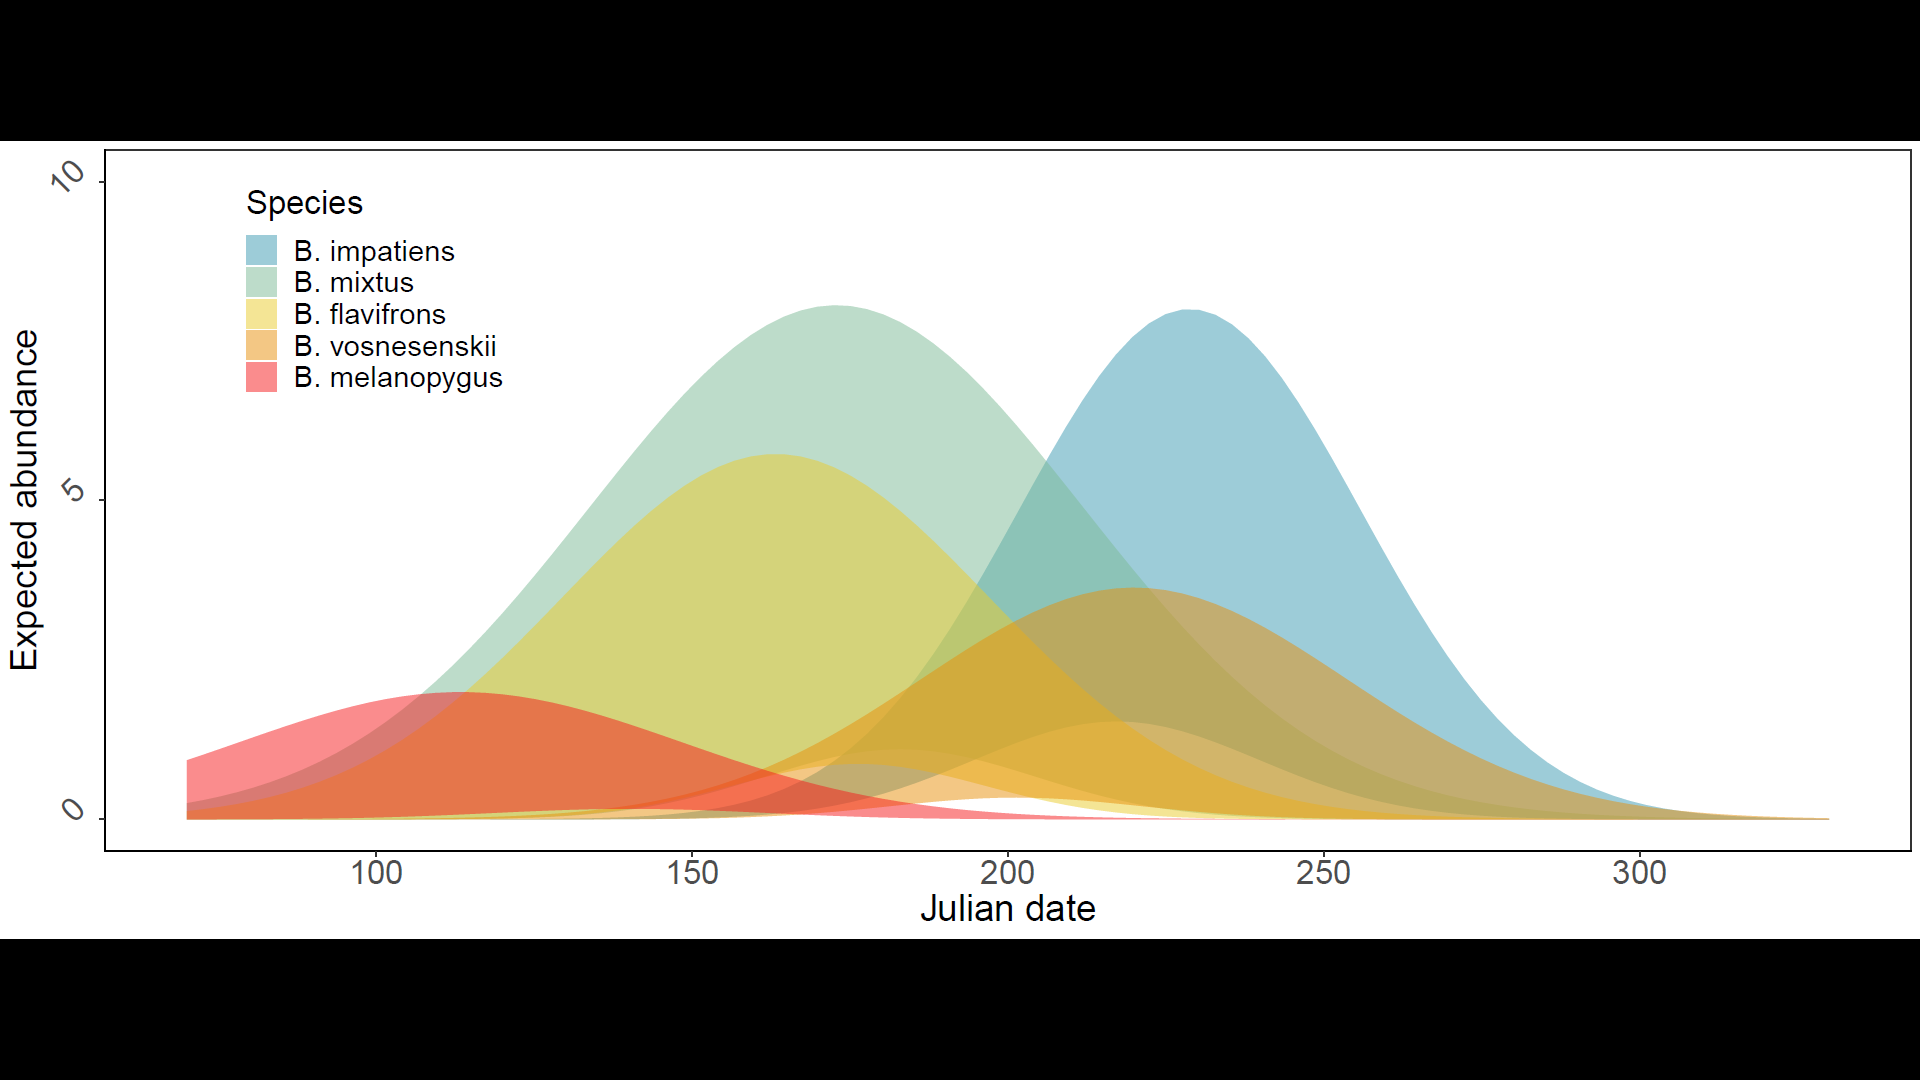 10
Species
B. impatiens
B. mixtus
B. flavifrons
B. vosnesenskii
B. melanopygus
Expected abundance
5
0
100 150 200 250 300
Julian date